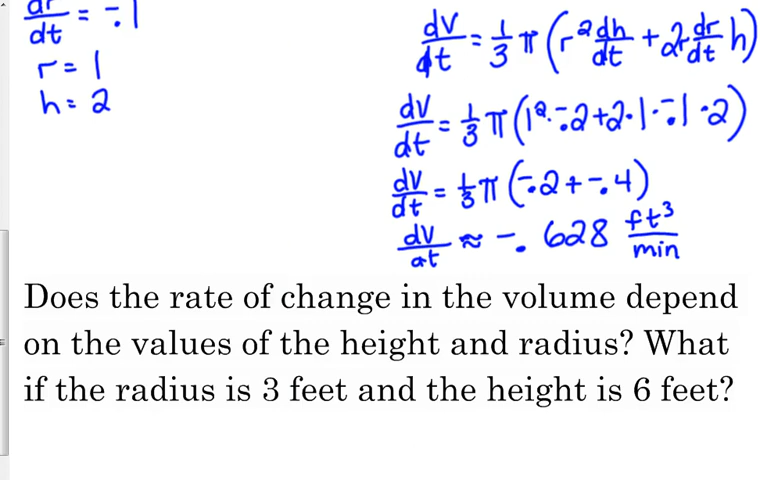 dr/dt = -.1
r = 1
h = 2
dV/dt = 1/3 π (r² dh/dt + 2r dr/dt h)
dV/dt = 1/3 π (1² · -.2 + 2 · 1 · -.1 · 2)
dV/dt = 1/3 π (-.2 + -.4)
dV/dt ≈ -.628 ft³/min
Does the rate of change in the volume depend
on the values of the height and radius? What
if the radius is 3 feet and the height is 6 feet?